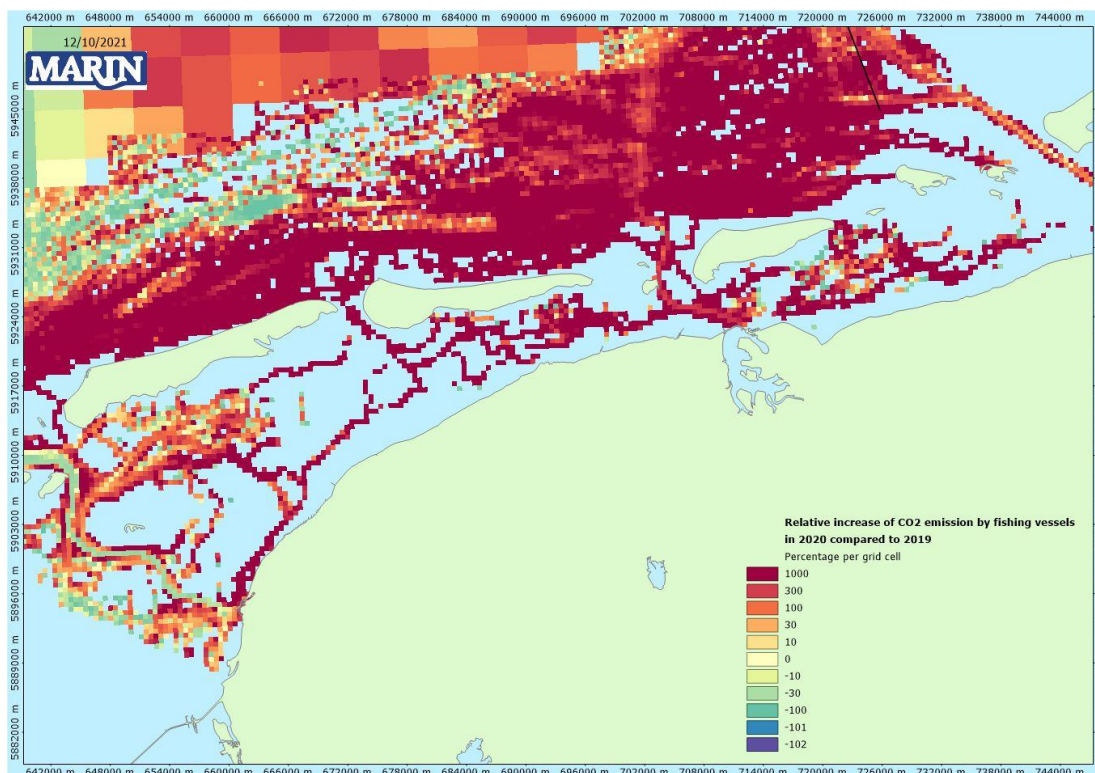 642000 m 648000 m 654000 m 660000 m 666000 m 672000 m 678000 m 684000 m 690000 m 696000 m 702000 m 708000 m 714000 m 720000 m 726000 m 732000 m 738000 m 744000 m
12/10/2021
MARIN
5945000 m
5938000 m
5931000 m
5924000 m
5917000 m
5910000 m
5903000 m
5896000 m
5889000 m
5882000 m
Relative increase of CO2 emission by fishing vessels
in 2020 compared to 2019
Percentage per grid cell
1000
300
100
30
10
0
-10
-30
-100
-101
-102
642000 m 648000 m 654000 m 660000 m 666000 m 672000 m 678000 m 684000 m 690000 m 696000 m 702000 m 708000 m 714000 m 720000 m 726000 m 732000 m 738000 m 744000 m